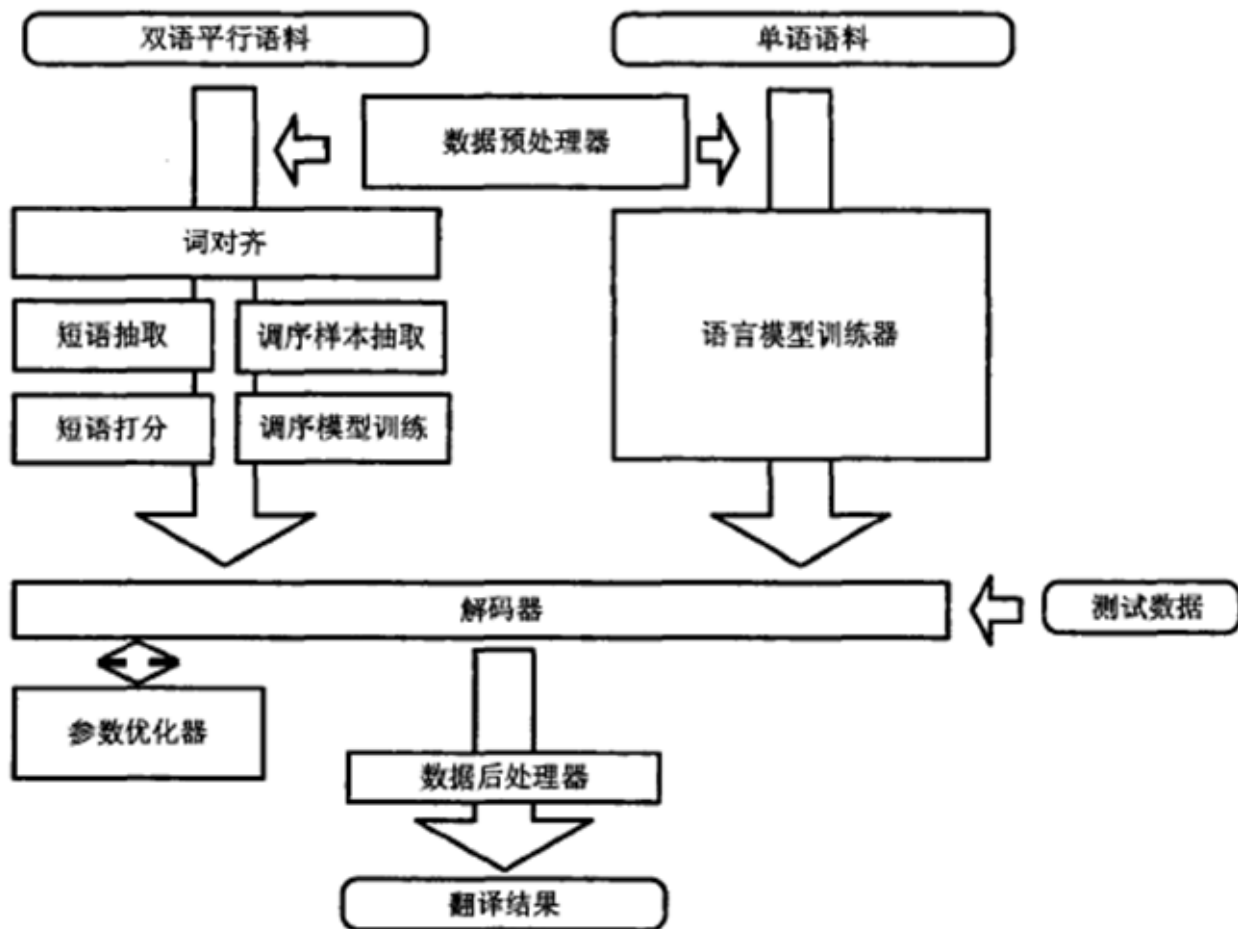 双语平行语料
单语语料
数据预处理器
词对齐
短语抽取
调序样本抽取
语言模型训练器
短语打分
调序模型训练
解码器
测试数据
参数优化器
数据后处理器
翻译结果